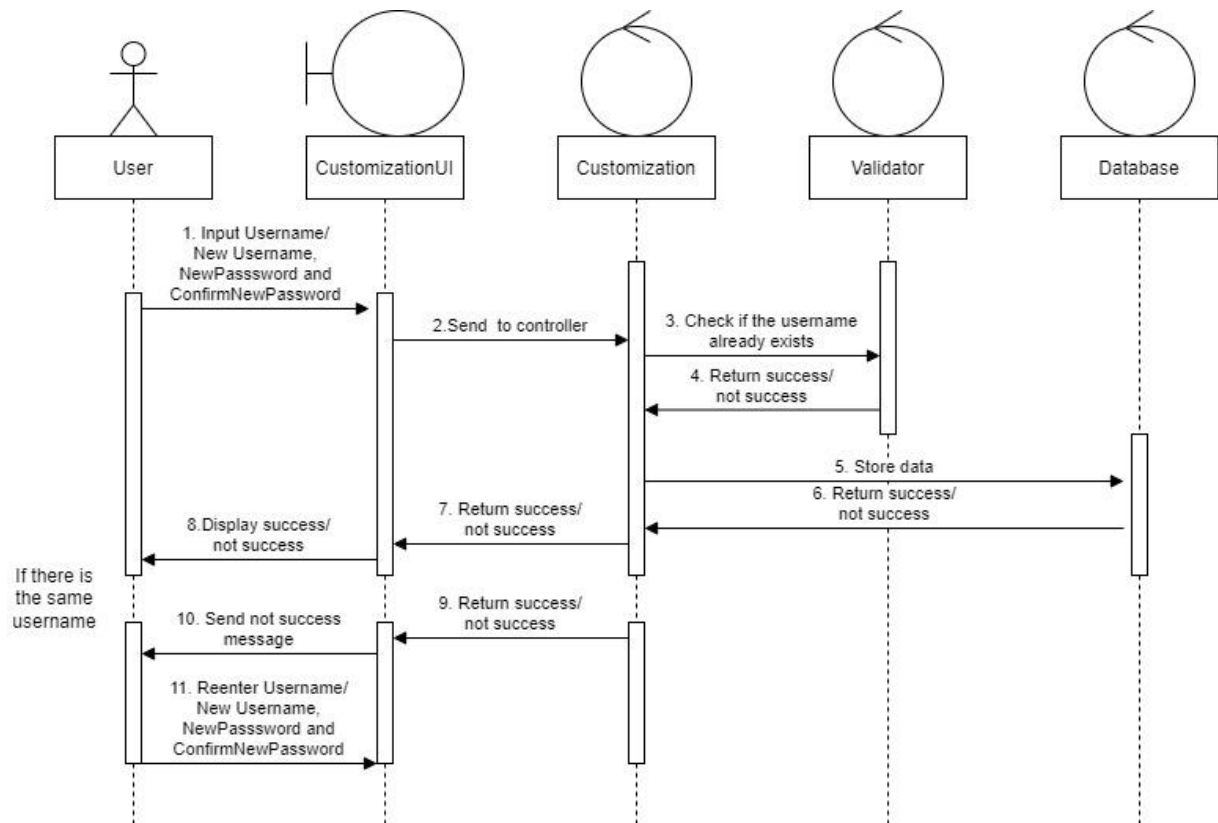 User
CustomizationUI
Customization
Validator
Database
1. Input Username/
New Username,
NewPasssword and
ConfirmNewPassword
2.Send to controller
3. Check if the username
already exists
4. Return success/
not success
5. Store data
6. Return success/
not success
7. Return success/
not success
8.Display success/
not success
If there is
the same
username
9. Return success/
not success
10. Send not success
message
11. Reenter Username/
New Username,
NewPasssword and
ConfirmNewPassword